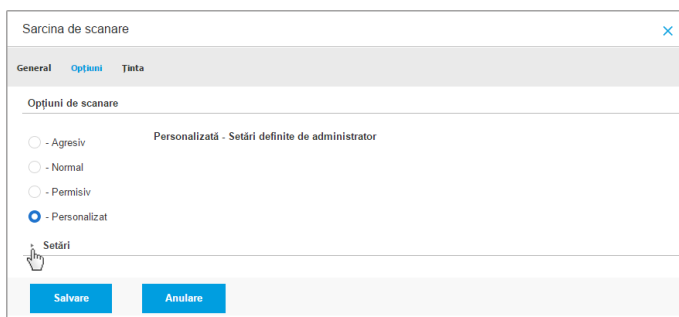 Sarcina de scanare
General Opțiuni Ținta
Opțiuni de scanare
- Agresiv
Personalizată - Setări definite de administrator
- Normal
- Permisiv
- Personalizat
Setări
Salvare Anulare